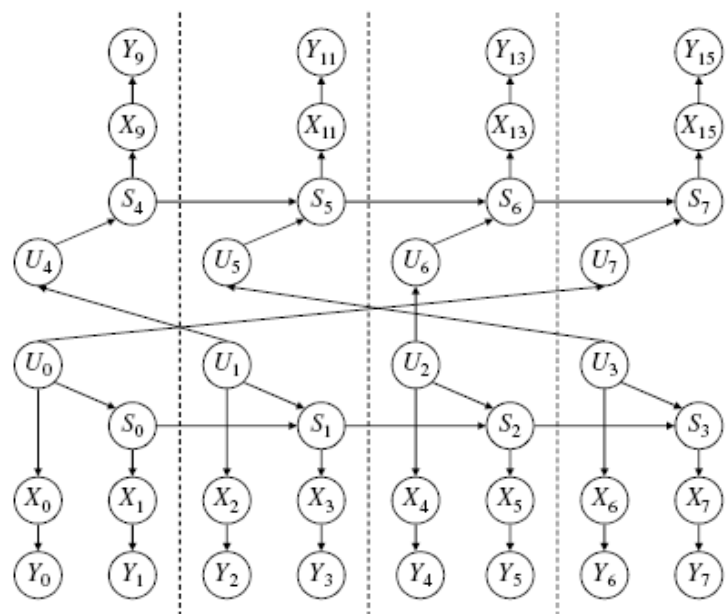 Y₉ Y₁₁ Y₁₃ Y₁₅
X₉ X₁₁ X₁₃ X₁₅
S₄ S₅ S₆ S₇
U₄ U₅ U₆ U₇
U₀ U₁ U₂ U₃
S₀ S₁ S₂ S₃
X₀ X₁ X₂ X₃ X₄ X₅ X₆ X₇
Y₀ Y₁ Y₂ Y₃ Y₄ Y₅ Y₆ Y₇